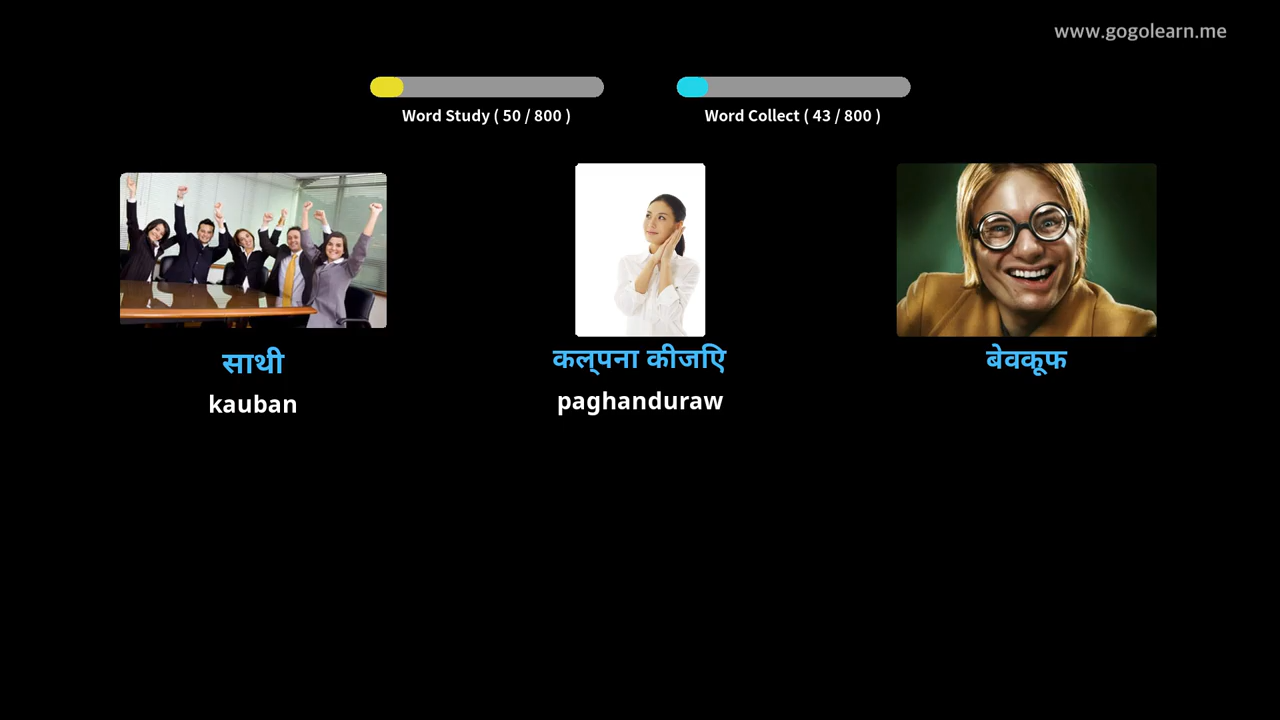 www.gogolearn.me
Word Study ( 50 / 800 )
Word Collect ( 43 / 800 )
साथी
कल्पना कीजिए
बेवकूफ
kauban
paghanduraw